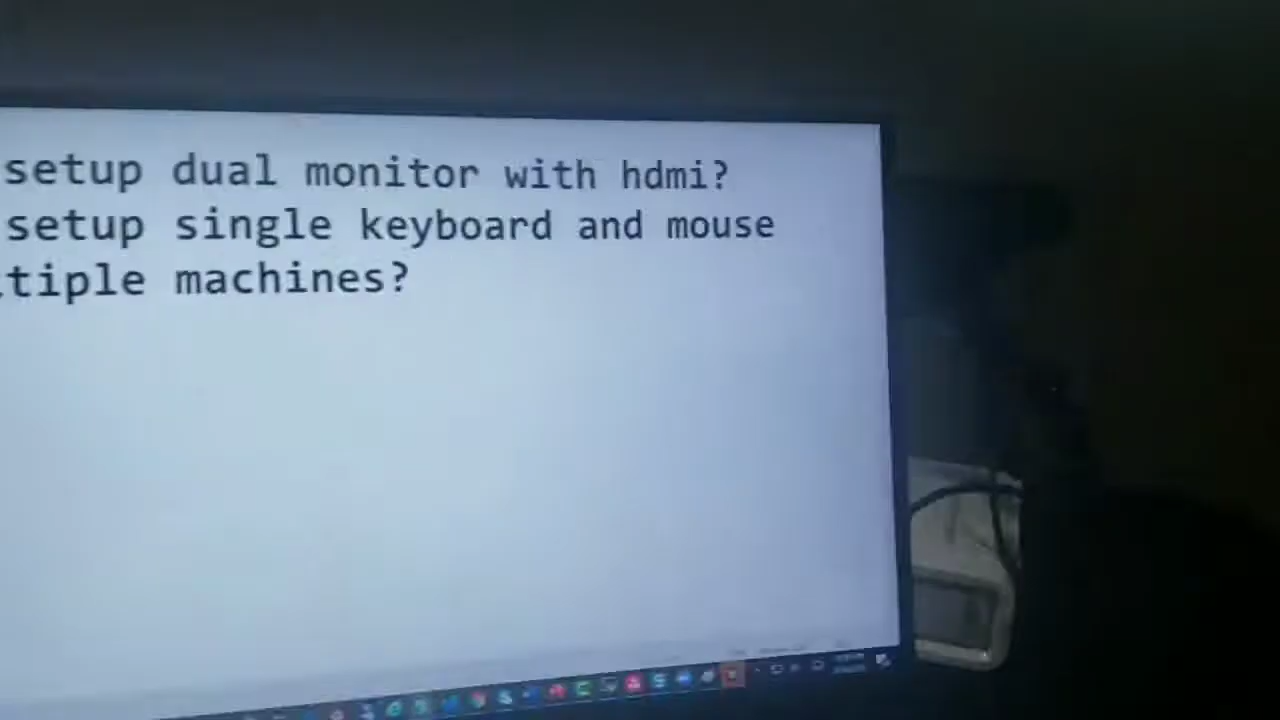 setup dual monitor with hdmi?
setup single keyboard and mouse
tiple machines?